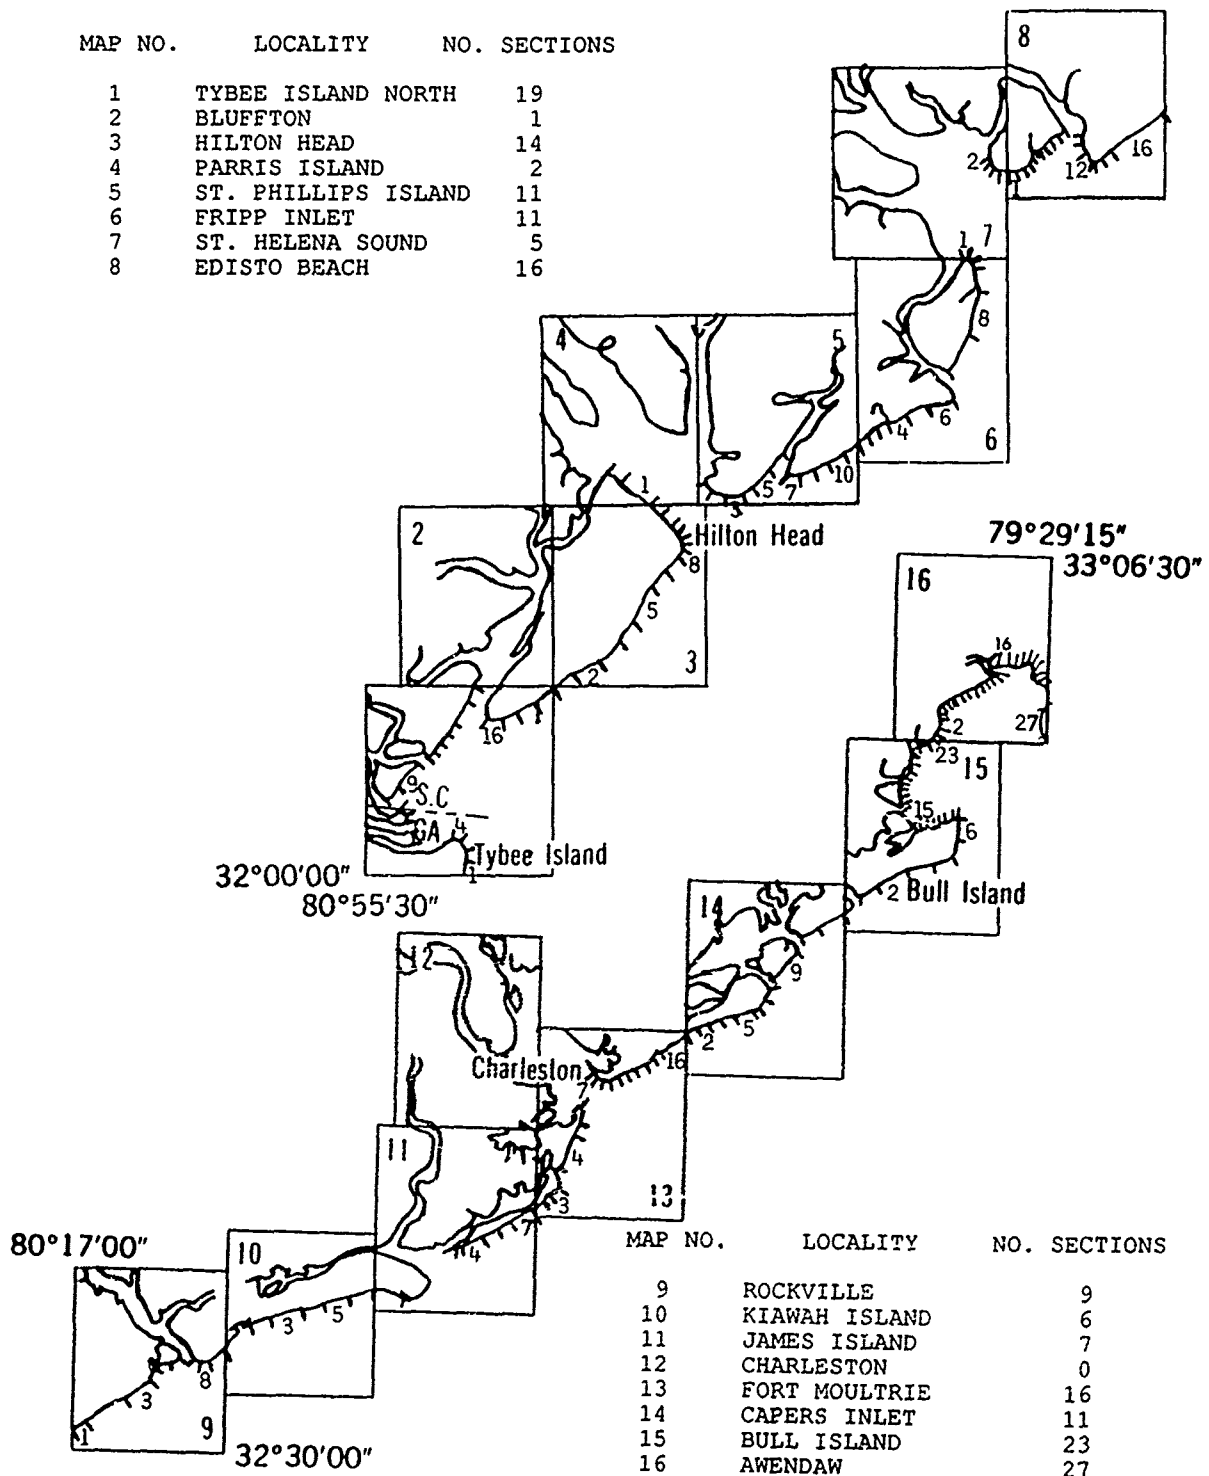 MAP NO. LOCALITY NO. SECTIONS
1 TYBEE ISLAND NORTH 19
2 BLUFFTON 1
3 HILTON HEAD 14
4 PARRIS ISLAND 2
5 ST. PHILLIPS ISLAND 11
6 FRIPP INLET 11
7 ST. HELENA SOUND 5
8 EDISTO BEACH 16
8
2
12
16
1 7
8
4
6
6
4
5
1
3
5
7
10
Hilton Head
8
5
2
3
2
16
9
S.C
GA
4
Tybee Island
1
32°00'00"
80°55'30"
79°29'15"
33°06'30"
16
16
2
27
23
15
15
6
2 Bull Island
14
9
5
2
12
Charleston
16
7
4
3
13
11
7
4
10
3
5
80°17'00"
8
3
1
9
32°30'00"
MAP NO. LOCALITY NO. SECTIONS
9 ROCKVILLE 9
10 KIAWAH ISLAND 6
11 JAMES ISLAND 7
12 CHARLESTON 0
13 FORT MOULTRIE 16
14 CAPERS INLET 11
15 BULL ISLAND 23
16 AWENDAW 27